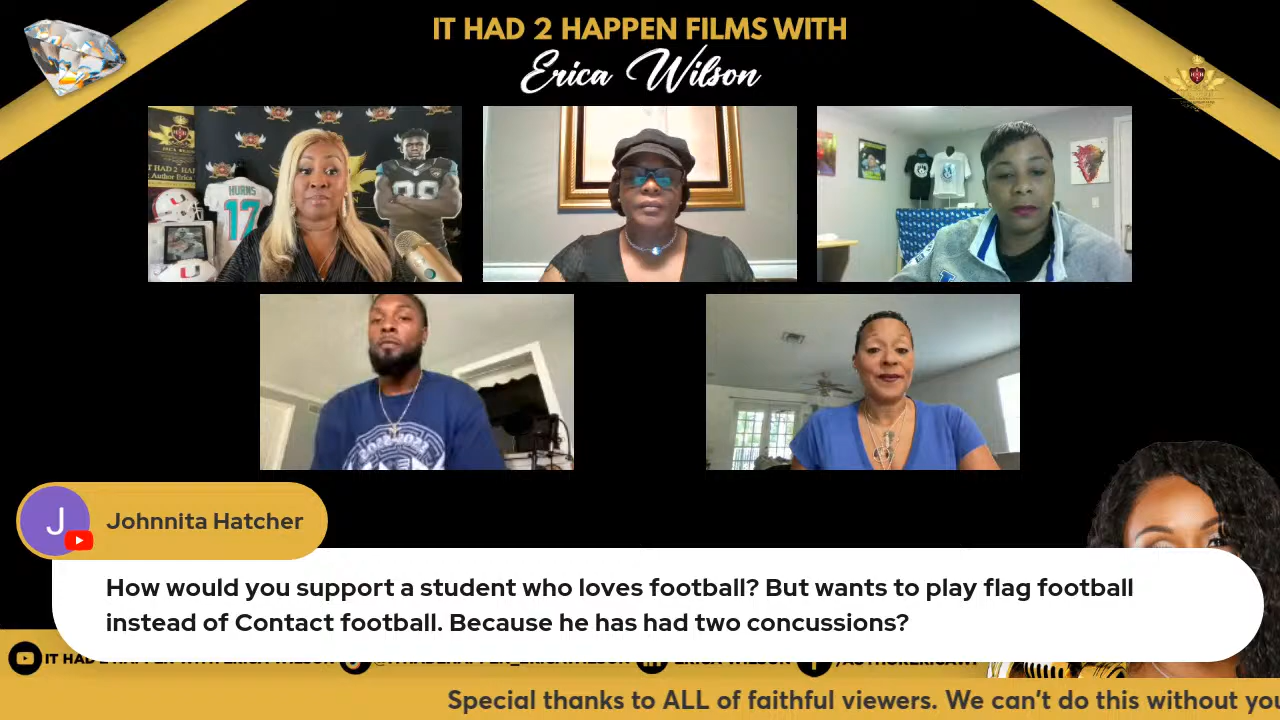 IT HAD 2 HAPPEN FILMS WITH
Erica Wilson
HURNS
17
U
U
88
Johnnita Hatcher
J
How would you support a student who loves football? But wants to play flag football
instead of Contact football. Because he has had two concussions?
Special thanks to ALL of faithful viewers. We can't do this without you